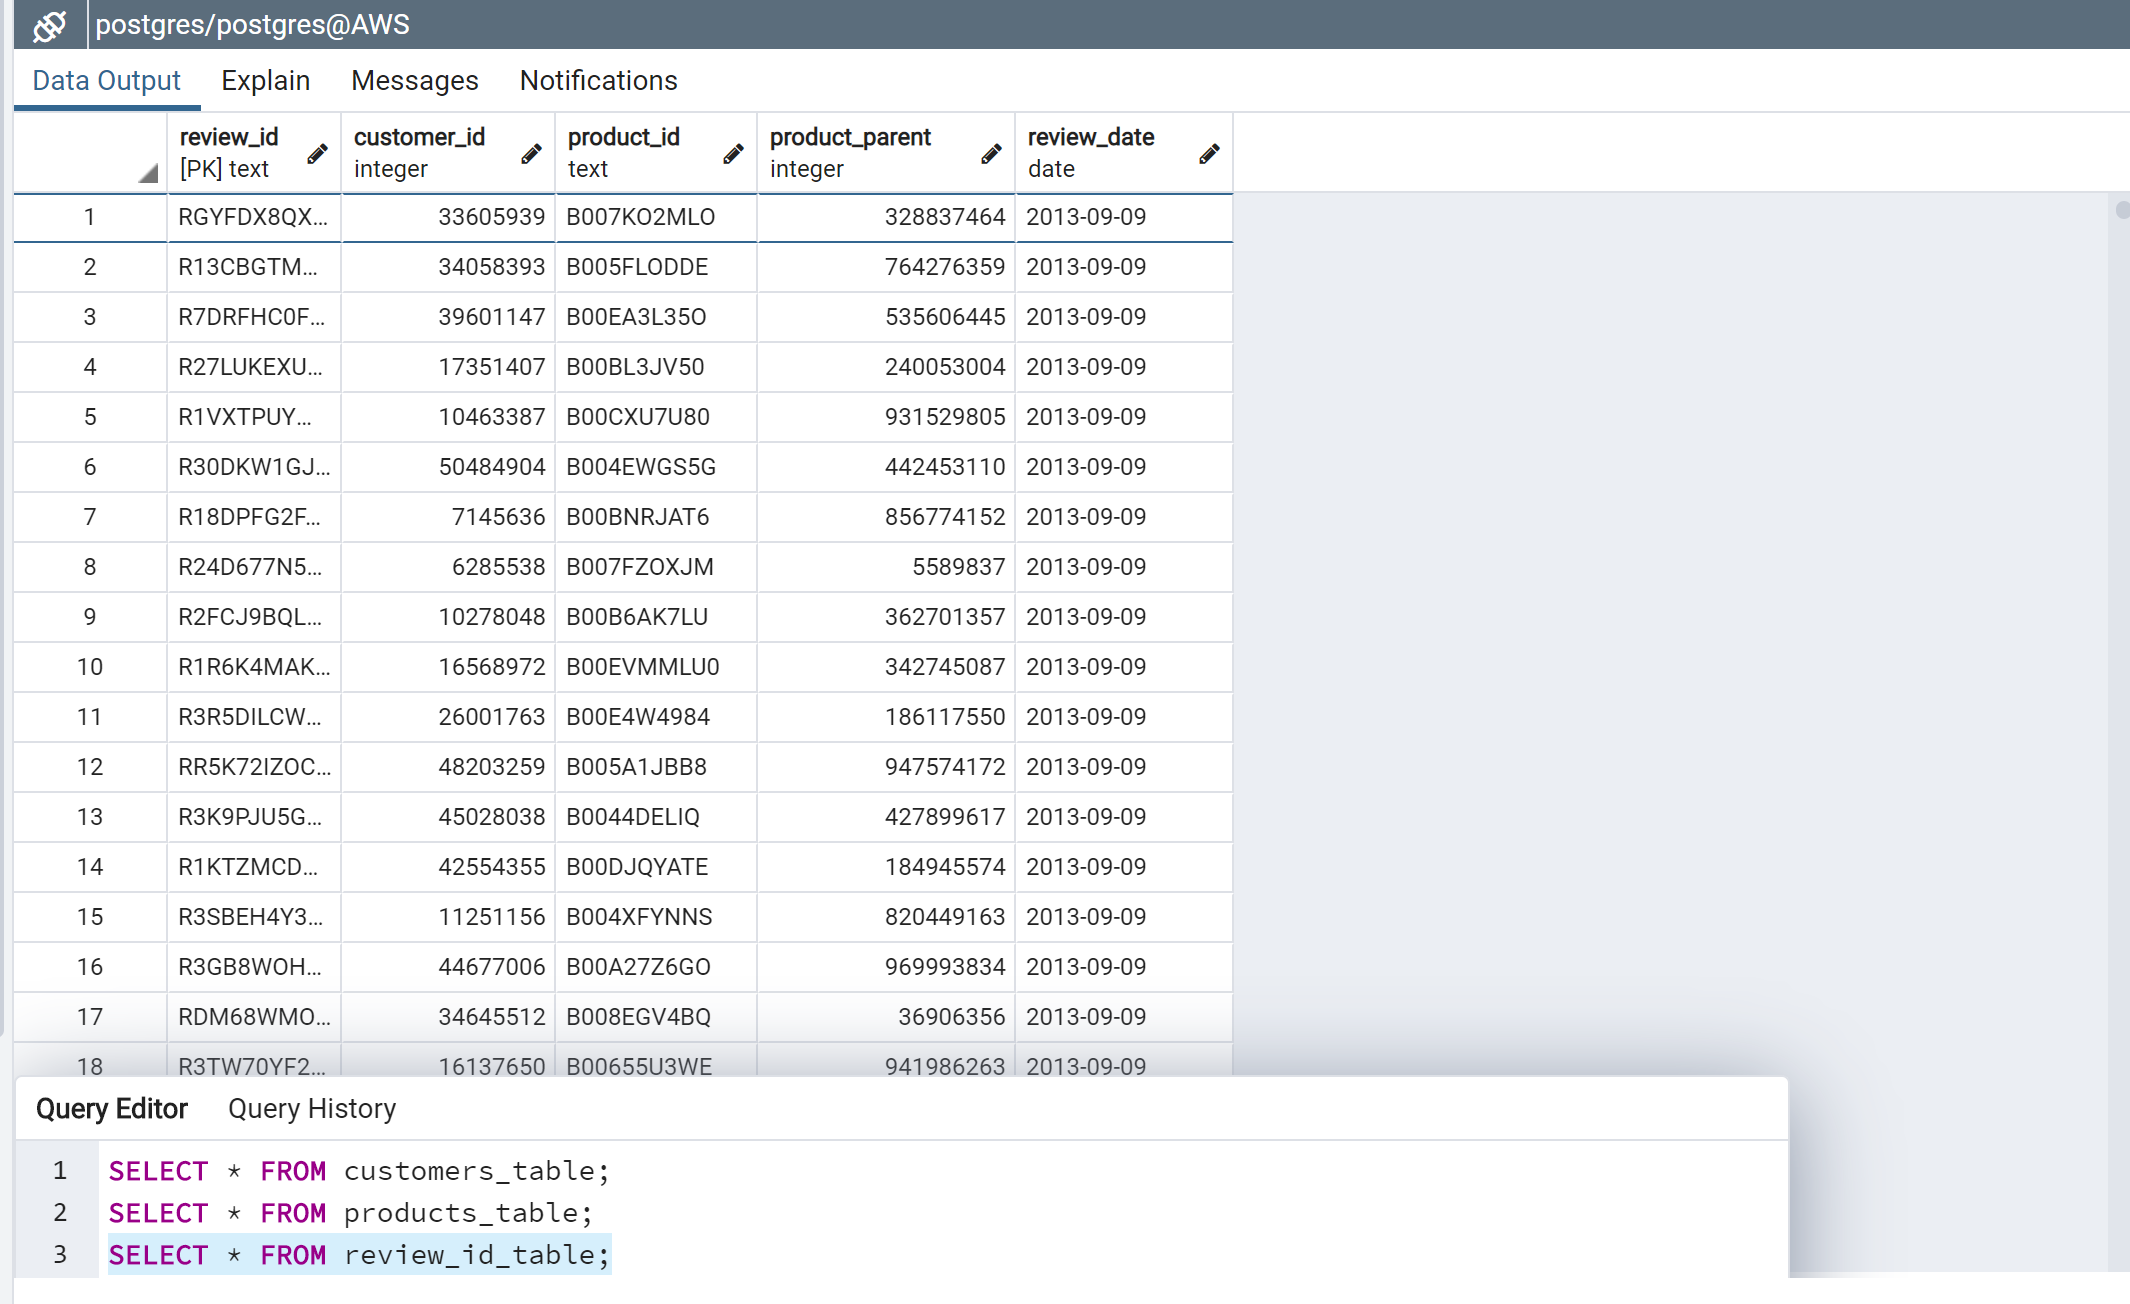 postgres/postgres@AWS
Data Output Explain Messages Notifications
review_id customer_id product_id product_parent review_date
[PK] text integer text integer date
1 RGYFDX8QX... 33605939 B007KO2MLO 328837464 2013-09-09
2 R13CBGTM... 34058393 B005FLODDE 764276359 2013-09-09
3 R7DRFHC0F... 39601147 B00EA3L35O 535606445 2013-09-09
4 R27LUKEXU... 17351407 B00BL3JV50 240053004 2013-09-09
5 R1VXTPUY... 10463387 B00CXU7U80 931529805 2013-09-09
6 R30DKW1GJ... 50484904 B004EWGS5G 442453110 2013-09-09
7 R18DPFG2F... 7145636 B00BNRJAT6 856774152 2013-09-09
8 R24D677N5... 6285538 B007FZOXJM 5589837 2013-09-09
9 R2FCJ9BQL... 10278048 B00B6AK7LU 362701357 2013-09-09
10 R1R6K4MAK... 16568972 B00EVMMLU0 342745087 2013-09-09
11 R3R5DILCW... 26001763 B00E4W4984 186117550 2013-09-09
12 RR5K72IZOC... 48203259 B005A1JBB8 947574172 2013-09-09
13 R3K9PJU5G... 45028038 B0044DELIQ 427899617 2013-09-09
14 R1KTZMCD... 42554355 B00DJQYATE 184945574 2013-09-09
15 R3SBEH4Y3... 11251156 B004XFYNNS 820449163 2013-09-09
16 R3GB8WOH... 44677006 B00A27Z6GO 969993834 2013-09-09
17 RDM68WMO... 34645512 B008EGV4BQ 36906356 2013-09-09
18 R3TW70YF2... 16137650 B00655U3WE 941986263 2013-09-09
Query Editor Query History
1 SELECT * FROM customers_table;
2 SELECT * FROM products_table;
3 SELECT * FROM review_id_table;